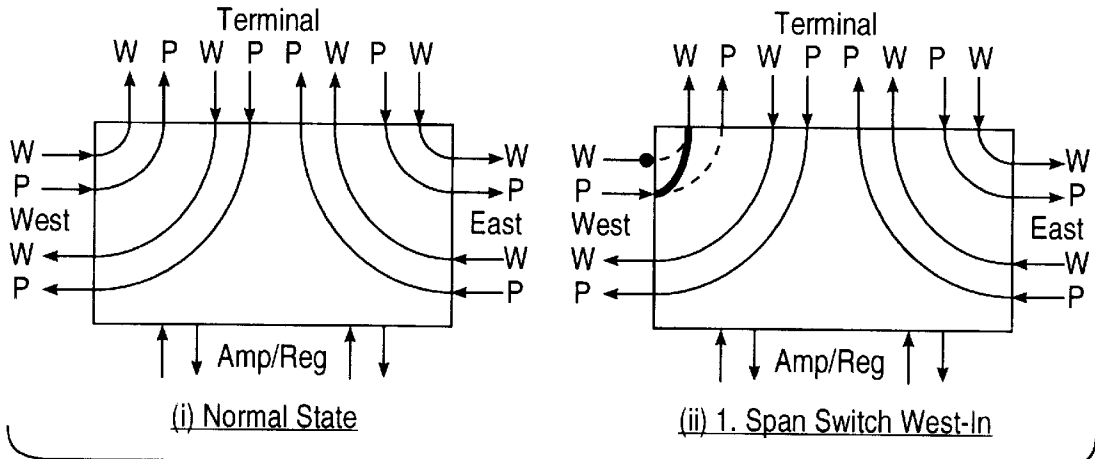 Terminal
W P W P P W P W
W
P
West
W
P
W
P
East
W
P
Amp/Reg
(i) Normal State
Terminal
W P W P P W P W
W
P
West
W
P
W
P
East
W
P
Amp/Reg
(ii) 1. Span Switch West-In